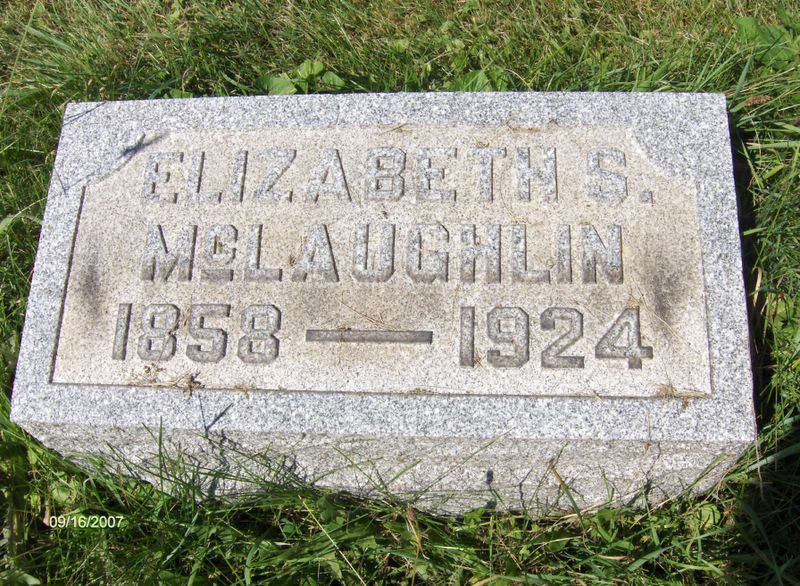 ELIZABETH S.
McLAUGHLIN
1858 — 1924
09/16/2007